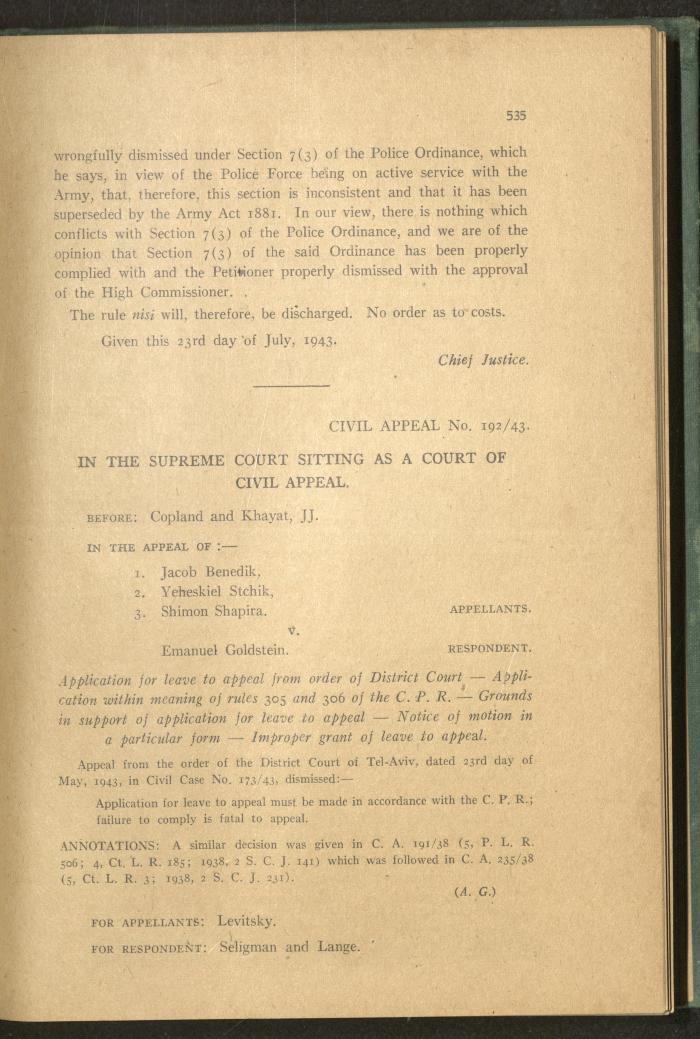 535
wrongfully dismissed under Section 7(3) of the Police Ordinance, which
he says, in view of the Police Force being on active service with the
Army, that, therefore, this section is inconsistent and that it has been
superseded by the Army Act 1881. In our view, there is nothing which
conflicts with Section 7(3) of the Police Ordinance, and we are of the
opinion that Section 7(3) of the said Ordinance has been properly
complied with and the Petitioner properly dismissed with the approval
of the High Commissioner.
The rule nisi will, therefore, be discharged. No order as to costs.
Given this 23rd day of July, 1943.
Chief Justice.
CIVIL APPEAL No. 192/43.
IN THE SUPREME COURT SITTING AS A COURT OF
CIVIL APPEAL.
BEFORE: Copland and Khayat, JJ.
IN THE APPEAL OF :—
1. Jacob Benedik,
2. Yeheskiel Stchik,
3. Shimon Shapira. APPELLANTS.
v.
Emanuel Goldstein. RESPONDENT.
Application for leave to appeal from order of District Court — Appli-
cation within meaning of rules 305 and 306 of the C. P. R. — Grounds
in support of application for leave to appeal — Notice of motion in
a particular form — Improper grant of leave to appeal.
Appeal from the order of the District Court of Tel-Aviv, dated 23rd day of
May, 1943, in Civil Case No. 173/43, dismissed:—
Application for leave to appeal must be made in accordance with the C. P. R.;
failure to comply is fatal to appeal.
ANNOTATIONS: A similar decision was given in C. A. 191/38 (5, P. L. R.
506; 4, Ct. L. R. 185; 1938, 2 S. C. J. 141) which was followed in C. A. 235/38
(5, Ct. L. R. 3; 1938, 2 S. C. J. 231).
(A. G.)
FOR APPELLANTS: Levitsky.
FOR RESPONDENT: Seligman and Lange.